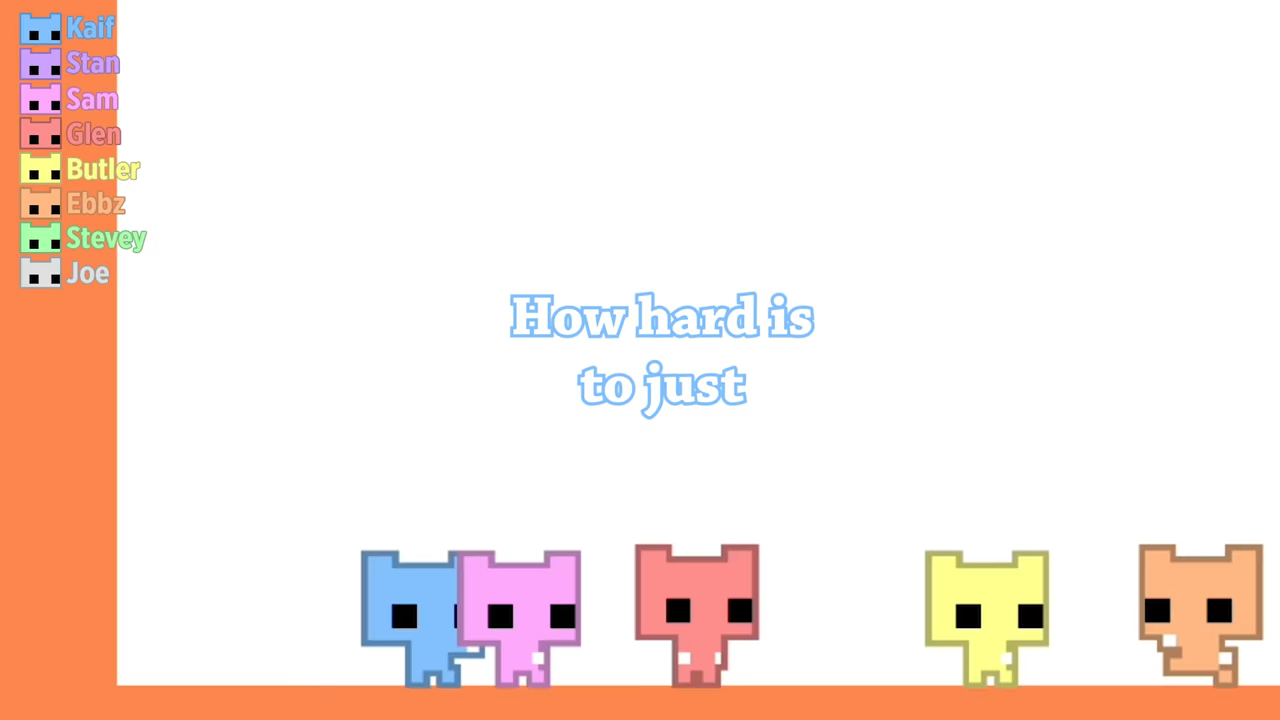 Kaif
Stan
Sam
Glen
Butler
Ebbz
Stevey
Joe
How hard is
to just